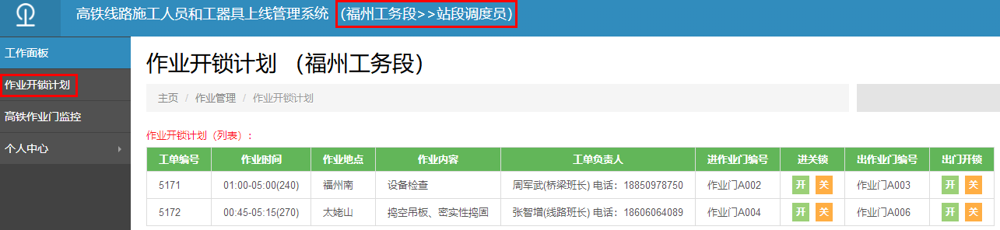 高铁线路施工人员和工器具上线管理系统 (福州工务段>>站段调度员)
工作面板
作业开锁计划
高铁作业门监控
个人中心
作业开锁计划 （福州工务段）
主页 / 作业管理 / 作业开锁计划
作业开锁计划（列表）：
工单编号 作业时间 作业地点 作业内容 工单负责人 进作业门编号 进关锁 出作业门编号 出门开锁
5171 01:00-05:00(240) 福州南 设备检查 周军武(桥梁班长) 电话：18850978750 作业门A002 开 关 作业门A003 开 关
5172 00:45-05:15(270) 太姥山 捣空吊板、密实性捣固 张智增(线路班长) 电话：18606064089 作业门A004 开 关 作业门A006 开 关